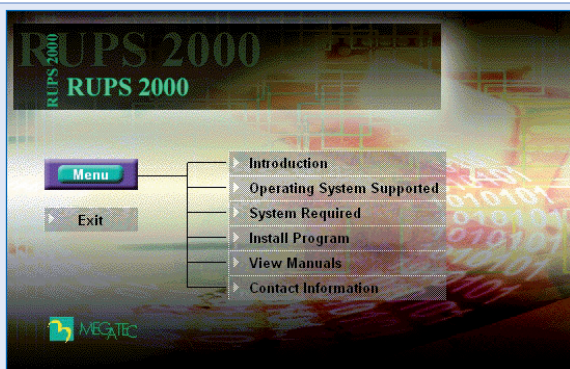 RUPS 2000
RUPS 2000
RUPS 2000
Menu
Exit
Introduction
Operating System Supported
System Required
Install Program
View Manuals
Contact Information
MEGATEC